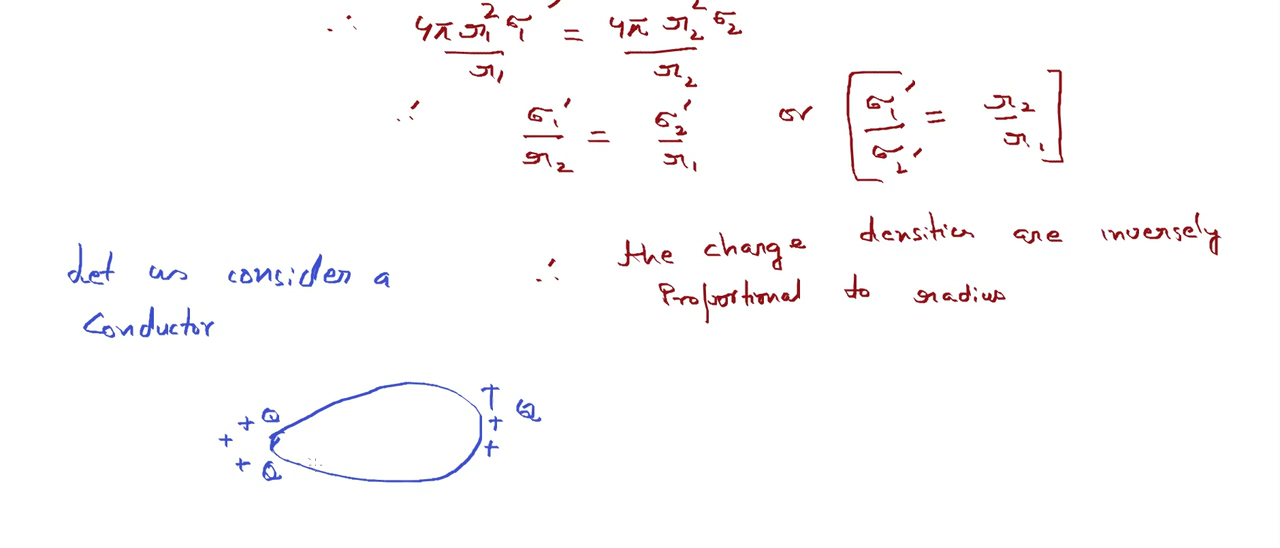 ∴ 4π r₁² σ₁' / r₁ = 4π r₂² σ₂ / r₂
∴ σ₁' / r₂ = σ₂' / r₁ or [σ₁' / σ₂' = r₂ / r₁]
∴ the charge densities are inversely
Proportional to radius
Let us consider a
Conductor
+ + + Q Q
+ + + Q